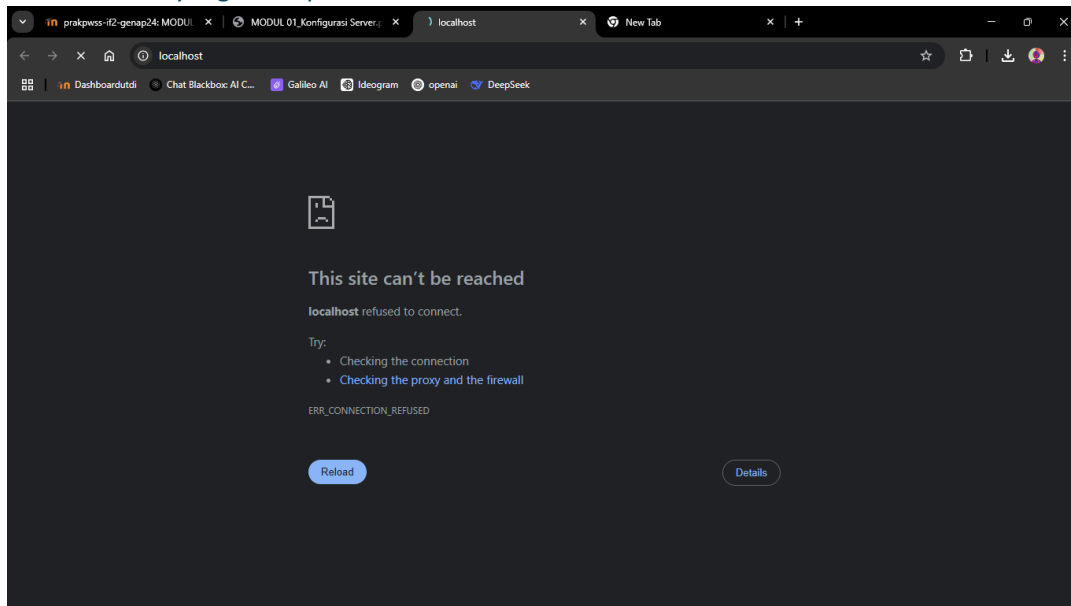 prakpwss-if2-genap24: MODUL
MODUL 01_Konfigurasi Server.p
localhost
New Tab
localhost
Dashboardutdi
Chat Blackbox: AI C...
Galileo AI
Ideogram
openai
DeepSeek
This site can't be reached
localhost refused to connect.
Try:
• Checking the connection
• Checking the proxy and the firewall
ERR_CONNECTION_REFUSED
Reload
Details